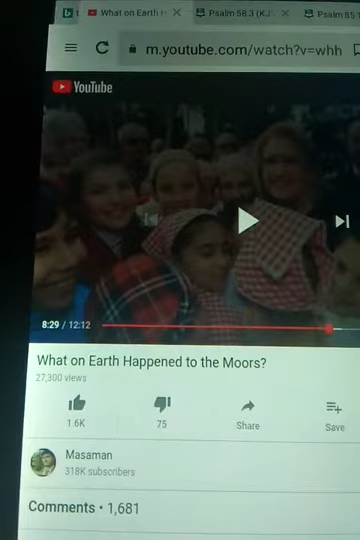 t
What on Earth H
Psalm 58:3 (KJ
Psalm 85:1
m.youtube.com/watch?v=whh
YouTube
8:29 / 12:12
What on Earth Happened to the Moors?
27,300 views
1.6K
75
Share
Save
Masaman
318K subscribers
Comments • 1,681